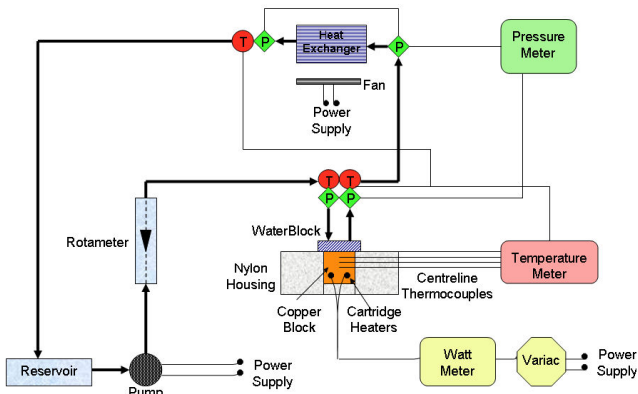 T
P
Heat
Exchanger
P
Pressure
Meter
Fan
Power
Supply
T
T
P
P
Rotameter
WaterBlock
Nylon
Housing
Centreline
Thermocouples
Temperature
Meter
Copper
Block
Cartridge
Heaters
Reservoir
Pump
Power
Supply
Watt
Meter
Variac
Power
Supply